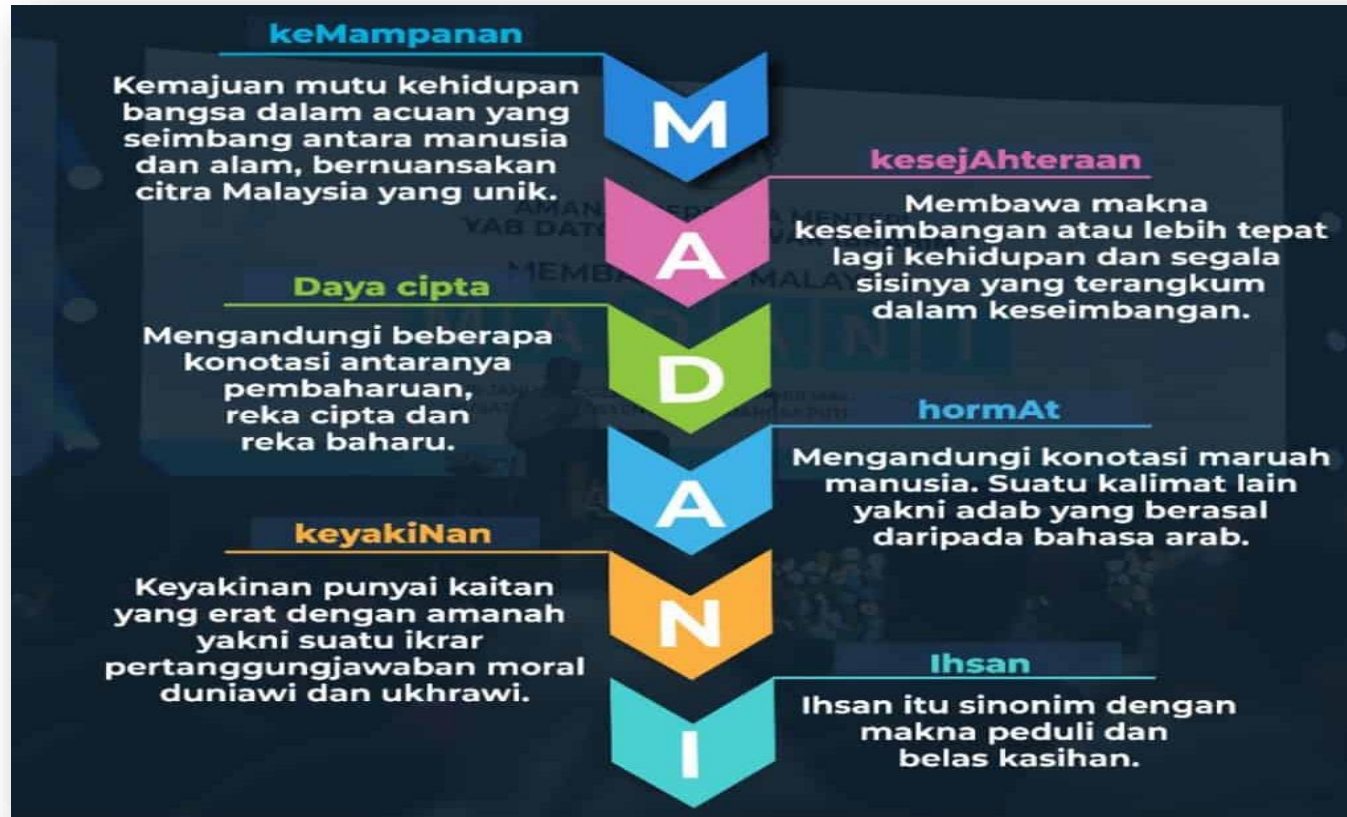 keMampanan
Kemajuan mutu kehidupan
bangsa dalam acuan yang
seimbang antara manusia
dan alam, bernuansakan
citra Malaysia yang unik.
M
kesejAhteraan
Membawa makna
keseimbangan atau lebih tepat
lagi kehidupan dan segala
sisinya yang terangkum
dalam keseimbangan.
A
Daya cipta
Mengandungi beberapa
konotasi antaranya
pembaharuan,
reka cipta dan
reka baharu.
D
hormAt
Mengandungi konotasi maruah
manusia. Suatu kalimat lain
yakni adab yang berasal
daripada bahasa arab.
A
keyakiNan
Keyakinan punyai kaitan
yang erat dengan amanah
yakni suatu ikrar
pertanggungjawaban moral
duniawi dan ukhrawi.
N
Ihsan
Ihsan itu sinonim dengan
makna peduli dan
belas kasihan.
I